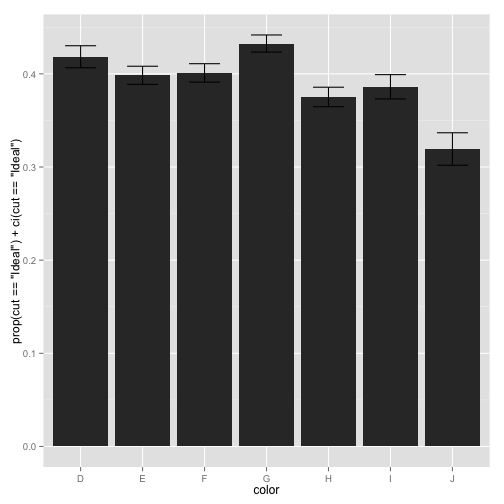 prop(cut == "Ideal") + ci(cut == "Ideal")
0.4
0.3
0.2
0.1
0.0
D E F G H I J
color